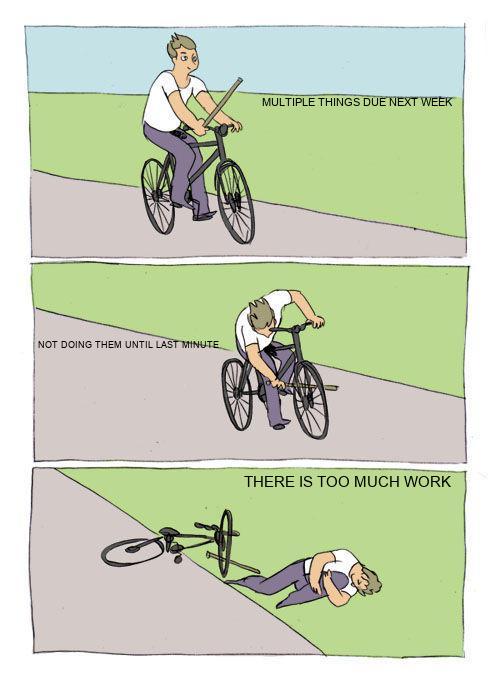 MULTIPLE THINGS DUE NEXT WEEK
NOT DOING THEM UNTIL LAST MINUTE
THERE IS TOO MUCH WORK